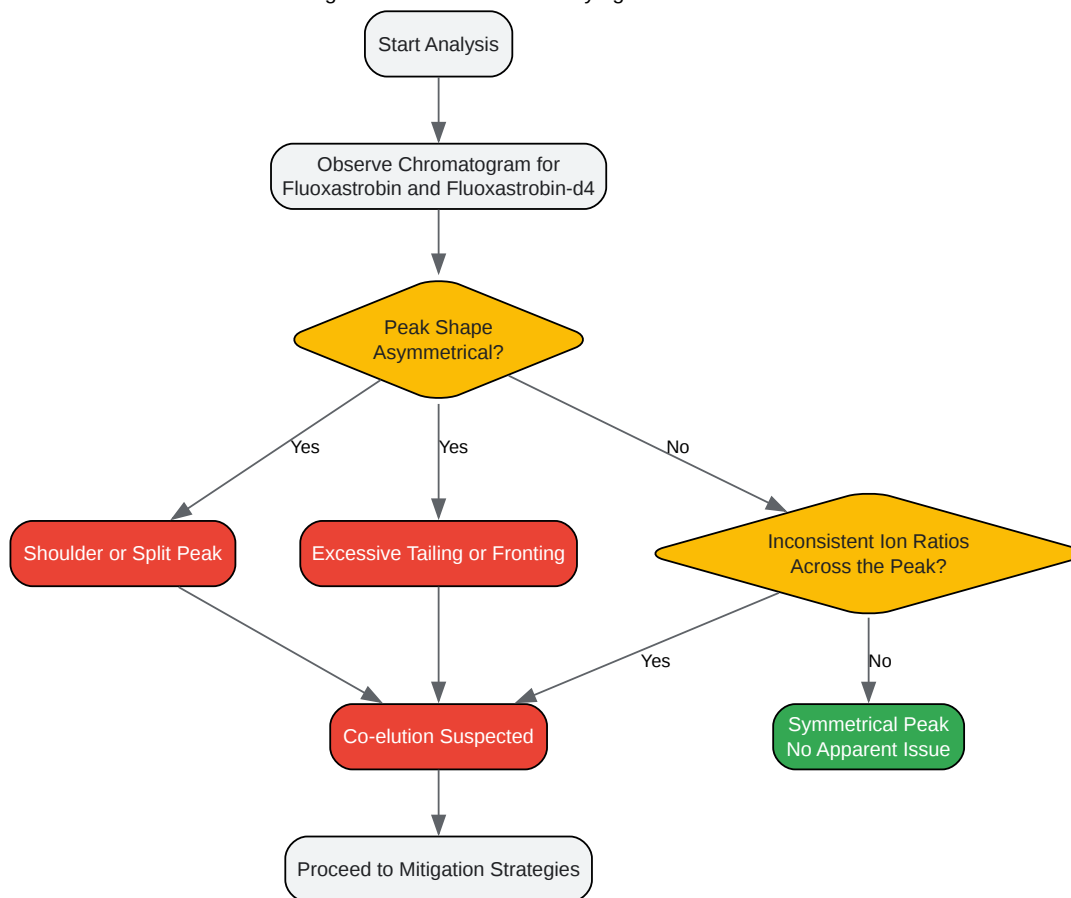 Start Analysis
Observe Chromatogram for
Fluoxastrobin and Fluoxastrobin-d4
Peak Shape
Asymmetrical?
Yes
Yes
No
Shoulder or Split Peak
Excessive Tailing or Fronting
Inconsistent Ion Ratios
Across the Peak?
Yes
No
Co-elution Suspected
Symmetrical Peak
No Apparent Issue
Proceed to Mitigation Strategies